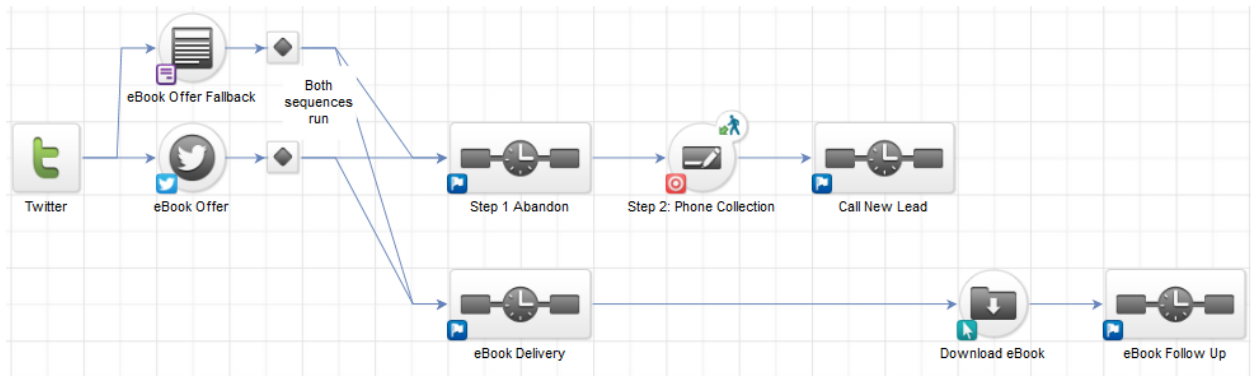 eBook Offer Fallback
Both
sequences
run
Twitter
eBook Offer
Step 1 Abandon
Step 2: Phone Collection
Call New Lead
eBook Delivery
Download eBook
eBook Follow Up